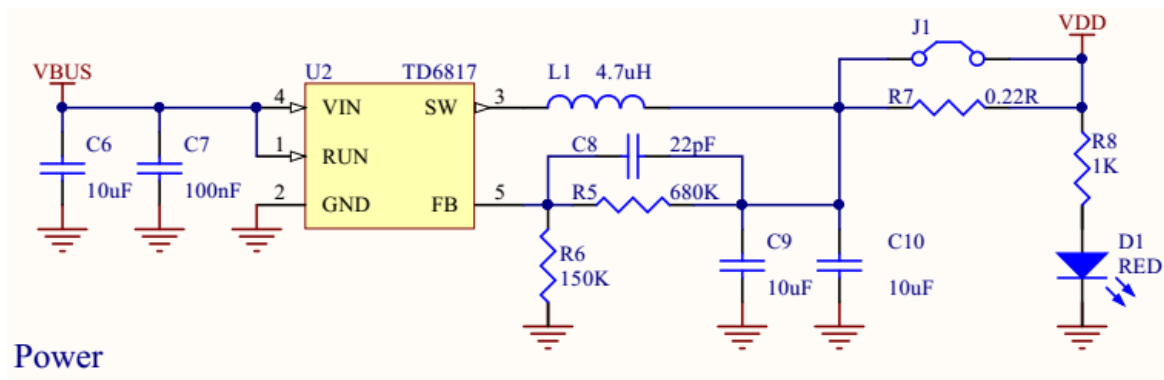 J1
VDD
VBUS
U2 TD6817
L1 4.7uH
4 VIN SW 3
R7 0.22R
C6 10uF
C7 100nF
1 RUN
C8 22pF
R8 1K
2 GND FB 5
R5 680K
R6 150K
C9 10uF
C10 10uF
D1 RED
Power